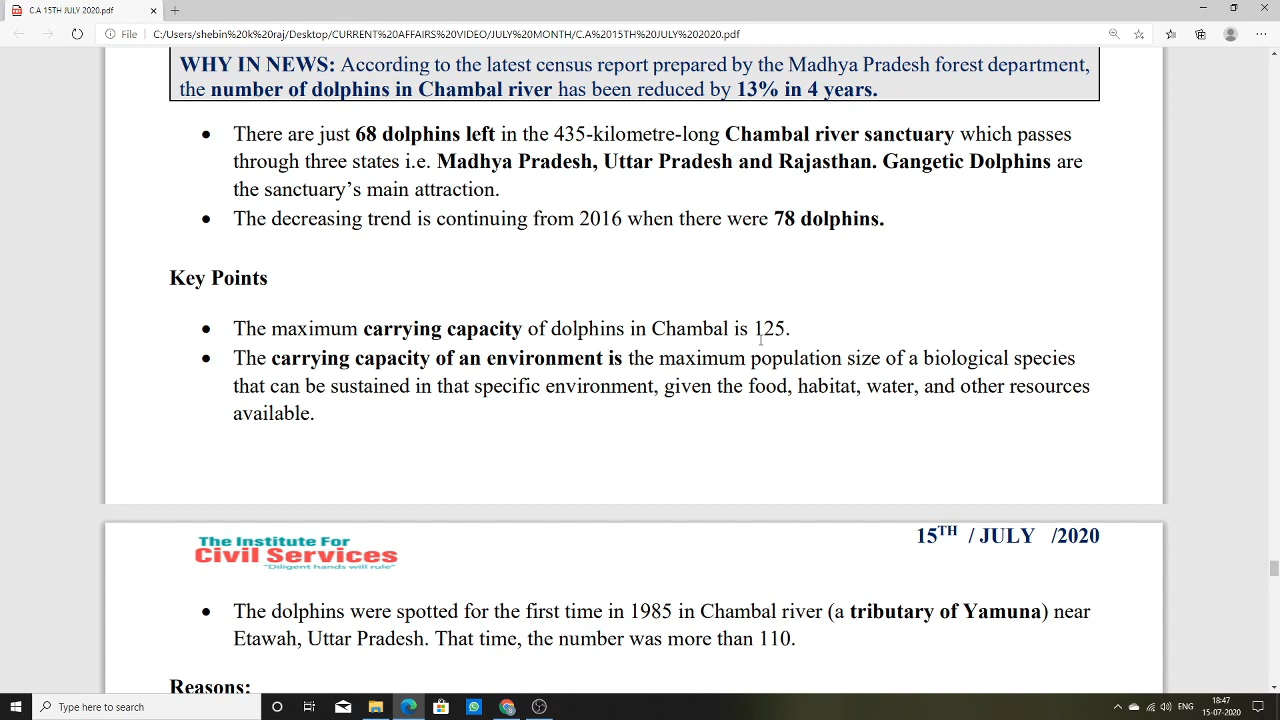 C.A 15TH JULY 2020.pdf
File
C:/Users/shebin%20k%20raj/Desktop/CURRENT%20AFFAIRS%20VIDEO/JULY%20MONTH/C.A%2015TH%20JULY%202020.pdf
WHY IN NEWS: According to the latest census report prepared by the Madhya Pradesh forest department,
the number of dolphins in Chambal river has been reduced by 13% in 4 years.
• There are just 68 dolphins left in the 435-kilometre-long Chambal river sanctuary which passes
through three states i.e. Madhya Pradesh, Uttar Pradesh and Rajasthan. Gangetic Dolphins are
the sanctuary's main attraction.
• The decreasing trend is continuing from 2016 when there were 78 dolphins.
Key Points
• The maximum carrying capacity of dolphins in Chambal is 125.
• The carrying capacity of an environment is the maximum population size of a biological species
that can be sustained in that specific environment, given the food, habitat, water, and other resources
available.
The Institute For
Civil Services
"Diligent hands will rule"
15TH / JULY /2020
• The dolphins were spotted for the first time in 1985 in Chambal river (a tributary of Yamuna) near
Etawah, Uttar Pradesh. That time, the number was more than 110.
Reasons:
Type here to search
ENG
18:47
15-07-2020